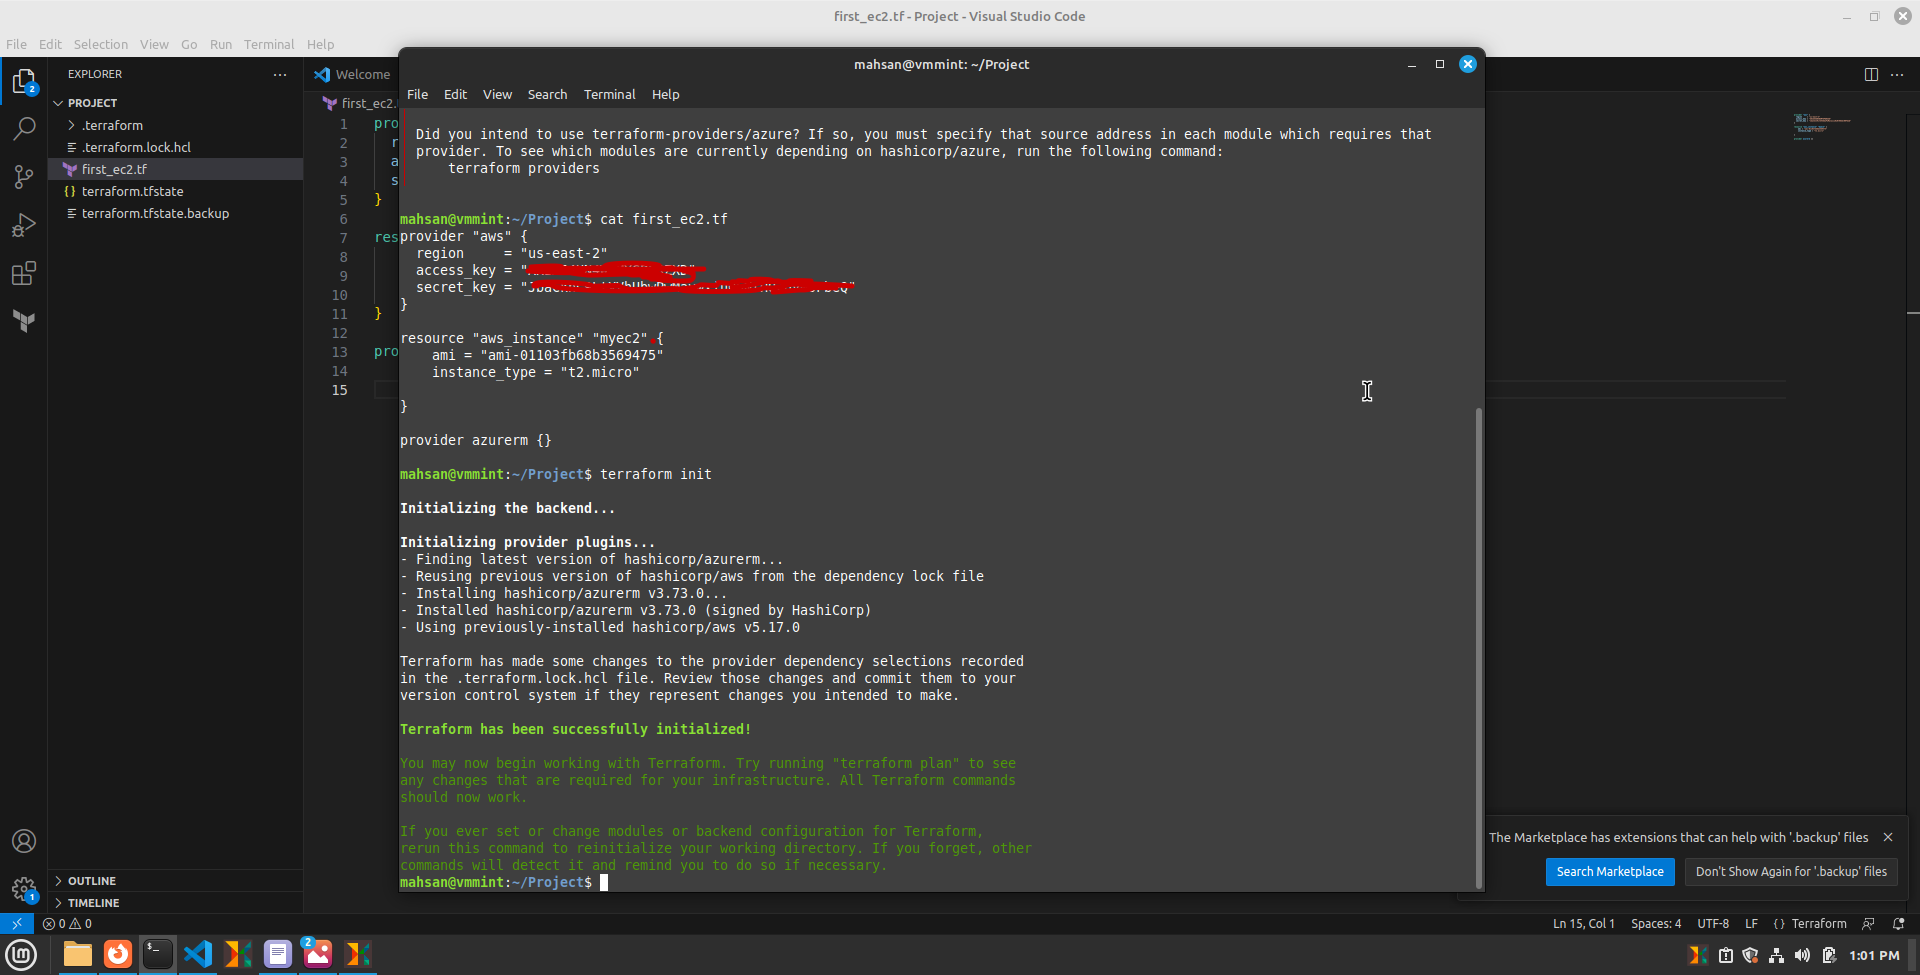 first_ec2.tf - Project - Visual Studio Code
File Edit Selection View Go Run Terminal Help
EXPLORER
PROJECT
.terraform
.terraform.lock.hcl
first_ec2.tf
terraform.tfstate
terraform.tfstate.backup
OUTLINE
TIMELINE
2
1
Welcome
first_ec2.
1 pro
2 r
3 a
4 s
5 }
6
7 res
8
9
10
11 }
12
13 pro
14
15
mahsan@vmmint: ~/Project
File Edit View Search Terminal Help
Did you intend to use terraform-providers/azure? If so, you must specify that source address in each module which requires that
provider. To see which modules are currently depending on hashicorp/azure, run the following command:
terraform providers
mahsan@vmmint:~/Project$ cat first_ec2.tf
provider "aws" {
region = "us-east-2"
access_key = "
secret_key = "
}
resource "aws_instance" "myec2" {
ami = "ami-01103fb68b3569475"
instance_type = "t2.micro"
}
provider azurerm {}
mahsan@vmmint:~/Project$ terraform init
Initializing the backend...
Initializing provider plugins...
- Finding latest version of hashicorp/azurerm...
- Reusing previous version of hashicorp/aws from the dependency lock file
- Installing hashicorp/azurerm v3.73.0...
- Installed hashicorp/azurerm v3.73.0 (signed by HashiCorp)
- Using previously-installed hashicorp/aws v5.17.0
Terraform has made some changes to the provider dependency selections recorded
in the .terraform.lock.hcl file. Review those changes and commit them to your
version control system if they represent changes you intended to make.
Terraform has been successfully initialized!
You may now begin working with Terraform. Try running "terraform plan" to see
any changes that are required for your infrastructure. All Terraform commands
should now work.
If you ever set or change modules or backend configuration for Terraform,
rerun this command to reinitialize your working directory. If you forget, other
commands will detect it and remind you to do so if necessary.
mahsan@vmmint:~/Project$
The Marketplace has extensions that can help with '.backup' files
Search Marketplace Don't Show Again for '.backup' files
0 0 Ln 15, Col 1 Spaces: 4 UTF-8 LF {} Terraform
2
1:01 PM